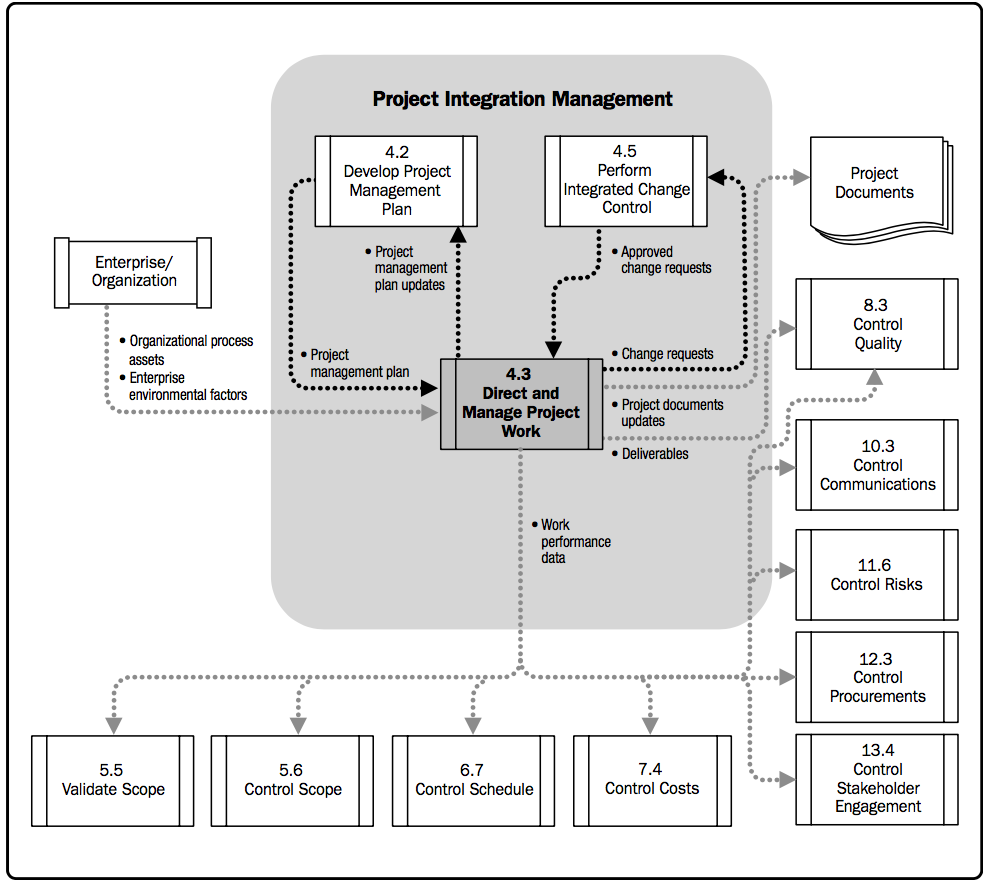 Project Integration Management
4.2
Develop Project
Management
Plan
4.5
Perform
Integrated Change
Control
Project
Documents
Enterprise/
Organization
• Project
management
plan updates
• Approved
change requests
8.3
Control
Quality
• Organizational process
assets
• Enterprise
environmental factors
• Project
management plan
• Change requests
4.3
Direct and
Manage Project
Work
• Project documents
updates
• Deliverables
10.3
Control
Communications
• Work
performance
data
11.6
Control Risks
12.3
Control
Procurements
5.5
Validate Scope
5.6
Control Scope
6.7
Control Schedule
7.4
Control Costs
13.4
Control
Stakeholder
Engagement